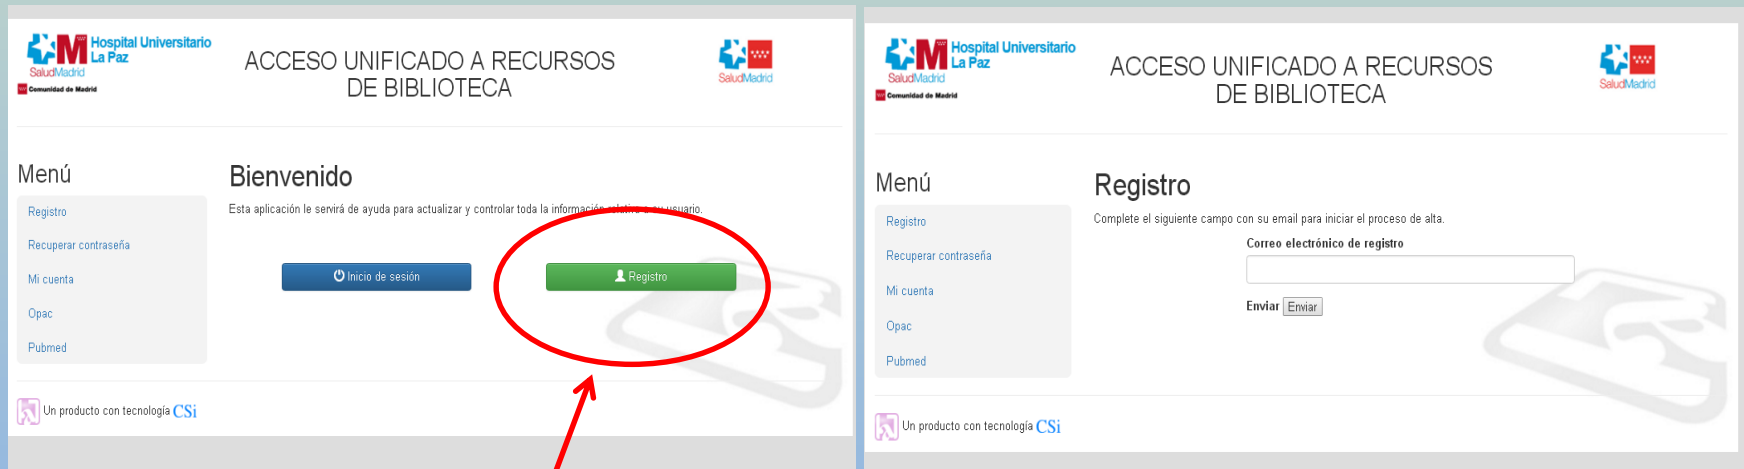 Hospital Universitario
La Paz
SaludMadrid
Comunidad de Madrid
ACCESO UNIFICADO A RECURSOS
DE BIBLIOTECA
SaludMadrid
Menú
Registro
Recuperar contraseña
Mi cuenta
Opac
Pubmed
Bienvenido
Esta aplicación le servirá de ayuda para actualizar y controlar toda la información relativa a su usuario.
Inicio de sesión
Registro
Un producto con tecnología CSi
Hospital Universitario
La Paz
SaludMadrid
Comunidad de Madrid
ACCESO UNIFICADO A RECURSOS
DE BIBLIOTECA
SaludMadrid
Menú
Registro
Recuperar contraseña
Mi cuenta
Opac
Pubmed
Registro
Complete el siguiente campo con su email para iniciar el proceso de alta.
Correo electrónico de registro
Enviar Enviar
Un producto con tecnología CSi